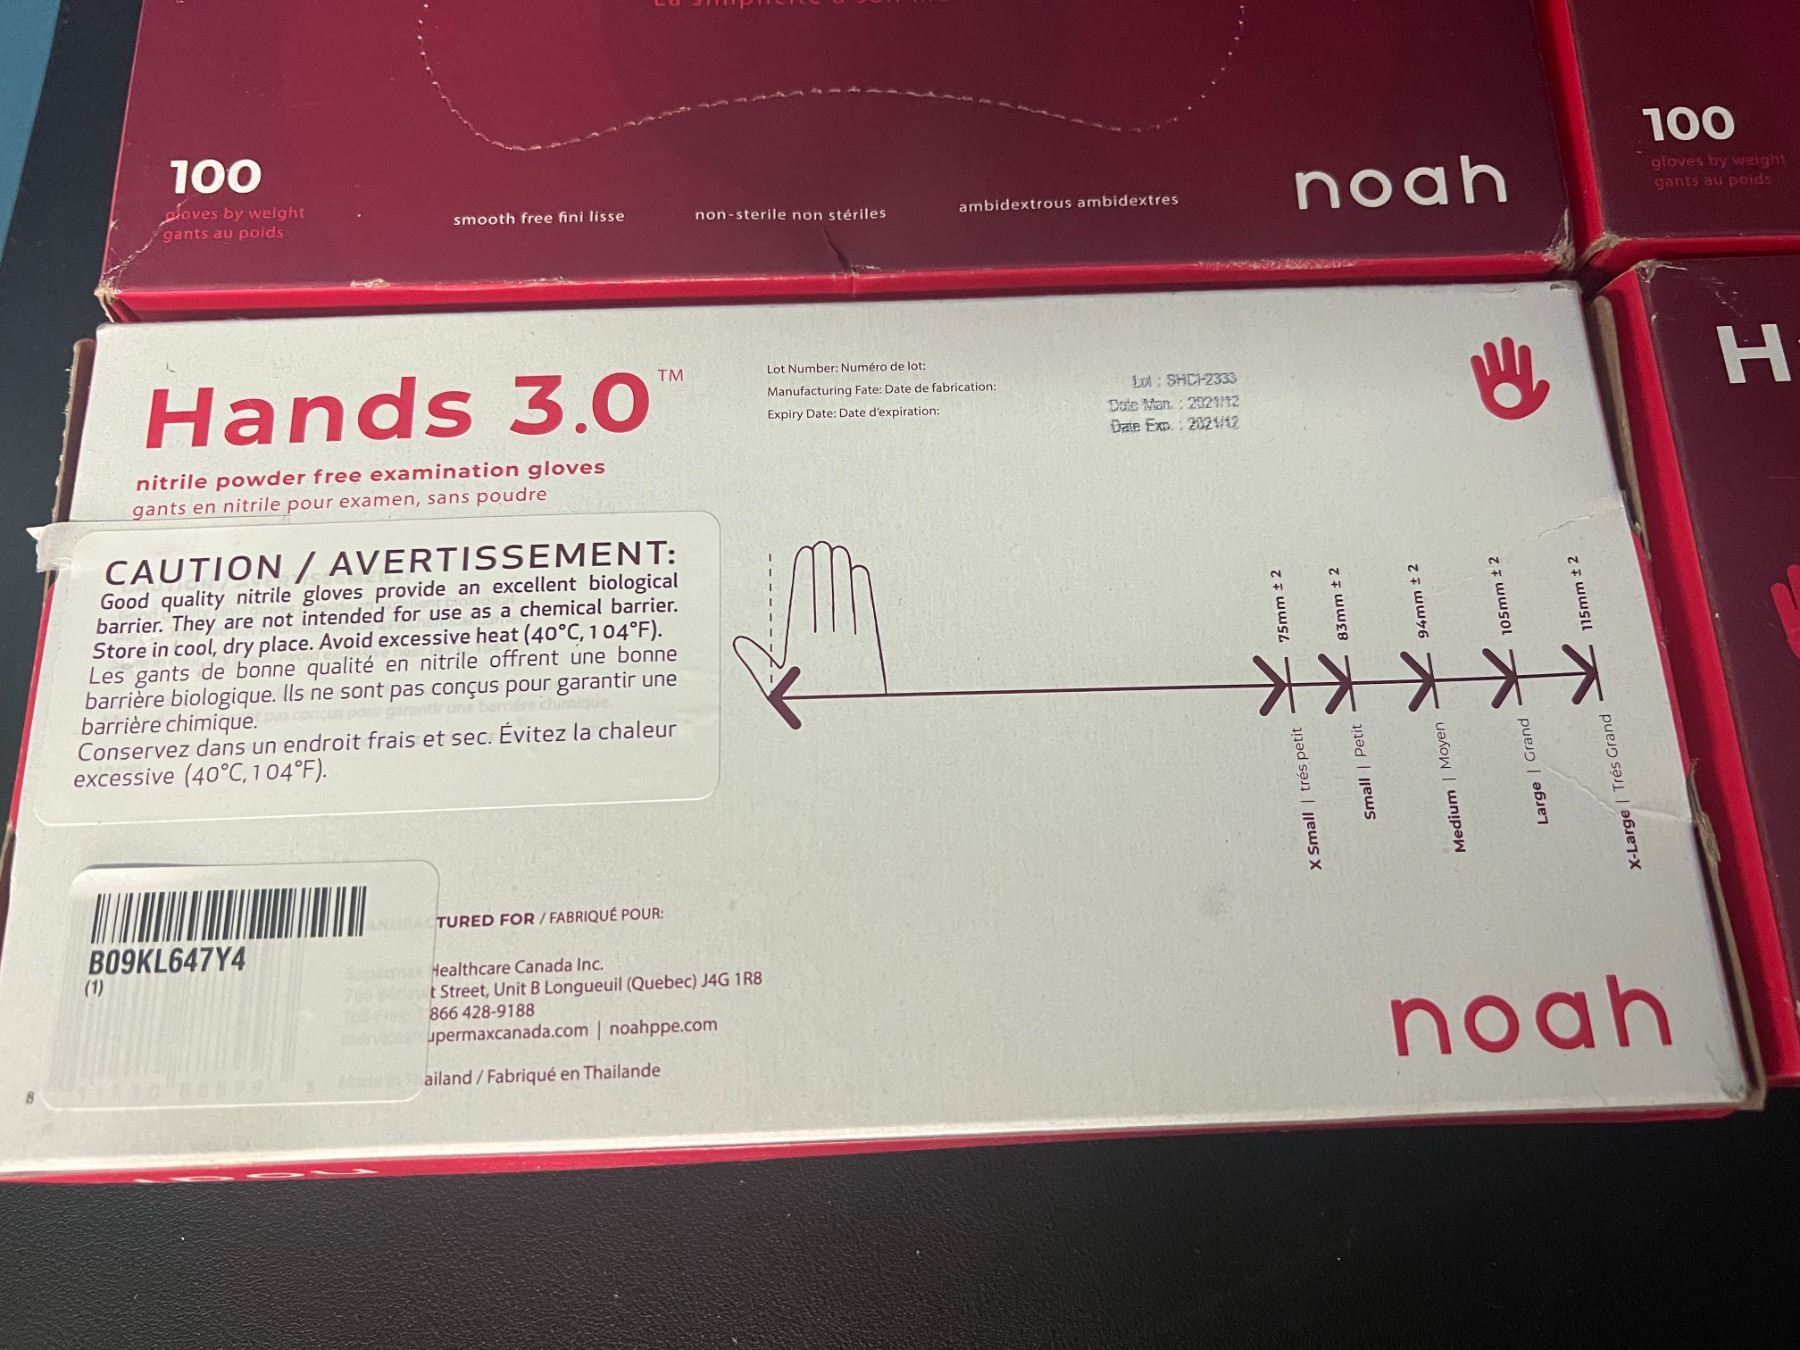 100
gloves by weight
gants au poids
smooth free fini lisse
non-sterile non stériles
ambidextrous ambidextres
noah
100
gloves by weight
gants au poids
H
Hands 3.0™
nitrile powder free examination gloves
gants en nitrile pour examen, sans poudre
Lot Number: Numéro de lot:
Manufacturing Fate: Date de fabrication:
Expiry Date: Date d'expiration:
Lot : SHCI-2333
Date Man. : 2021/12
Date Exp. : 2021/12
CAUTION / AVERTISSEMENT:
Good quality nitrile gloves provide an excellent biological
barrier. They are not intended for use as a chemical barrier.
Store in cool, dry place. Avoid excessive heat (40°C, 104°F).
Les gants de bonne qualité en nitrile offrent une bonne
barrière biologique. Ils ne sont pas conçus pour garantir une
barrière chimique.
Conservez dans un endroit frais et sec. Évitez la chaleur
excessive (40°C, 104°F).
75mm ± 2
83mm ± 2
94mm ± 2
105mm ± 2
115mm ± 2
X Small | trés petit
Small | Petit
Medium | Moyen
Large | Grand
X-Large | Trés Grand
B09KL647Y4
(1)
TURED FOR / FABRIQUÉ POUR:
Healthcare Canada Inc.
t Street, Unit B Longueuil (Quebec) J4G 1R8
866 428-9188
upermaxcanada.com | noahppe.com
ailand / Fabriqué en Thailande
8
noah
noah